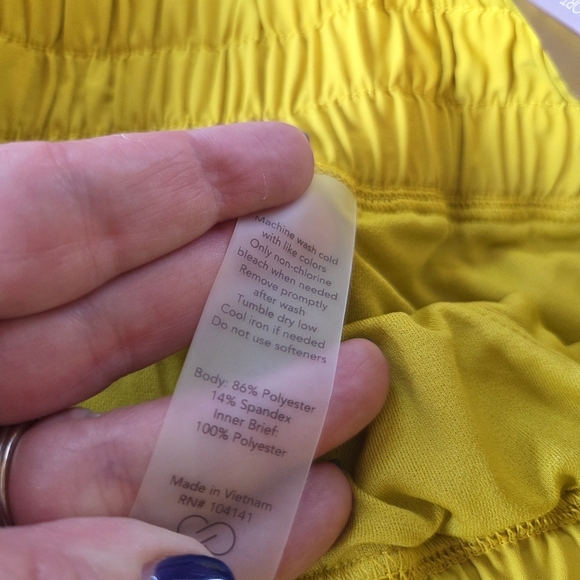 Machine wash cold
with like colors
Only non-chlorine
bleach when needed
Remove promptly
after wash
Tumble dry low
Cool iron if needed
Do not use softeners
Body: 86% Polyester
14% Spandex
Inner Brief:
100% Polyester
Made in Vietnam
RN# 104141